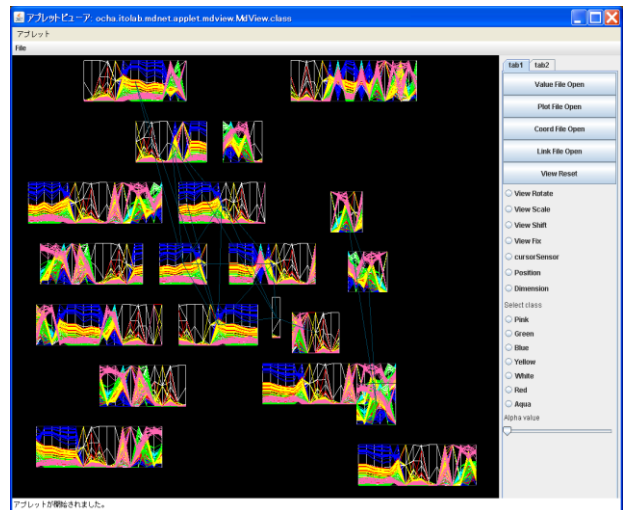 アプレットビューア: ocha.itolab.mdnet.applet.mdview.MdView.class
アプレット
File
tab1 tab2
Value File Open
Plot File Open
Coord File Open
Link File Open
View Reset
View Rotate
View Scale
View Shift
View Fix
cursorSensor
Position
Dimension
Select class
Pink
Green
Blue
Yellow
White
Red
Aqua
Alpha value
アプレットが開始されました。